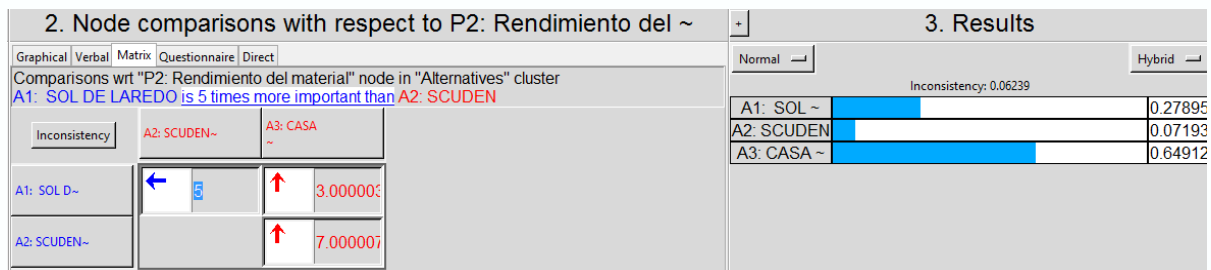 2. Node comparisons with respect to P2: Rendimiento del ~
Graphical Verbal Matrix Questionnaire Direct
Comparisons wrt "P2: Rendimiento del material" node in "Alternatives" cluster
A1: SOL DE LAREDO is 5 times more important than A2: SCUDEN
Inconsistency A2: SCUDEN~ A3: CASA
~
A1: SOL D~ 5 3.000003
A2: SCUDEN~ 7.000007
+ 3. Results
Normal Hybrid
Inconsistency: 0.06239
A1: SOL ~ 0.27895
A2: SCUDEN 0.07193
A3: CASA ~ 0.64912